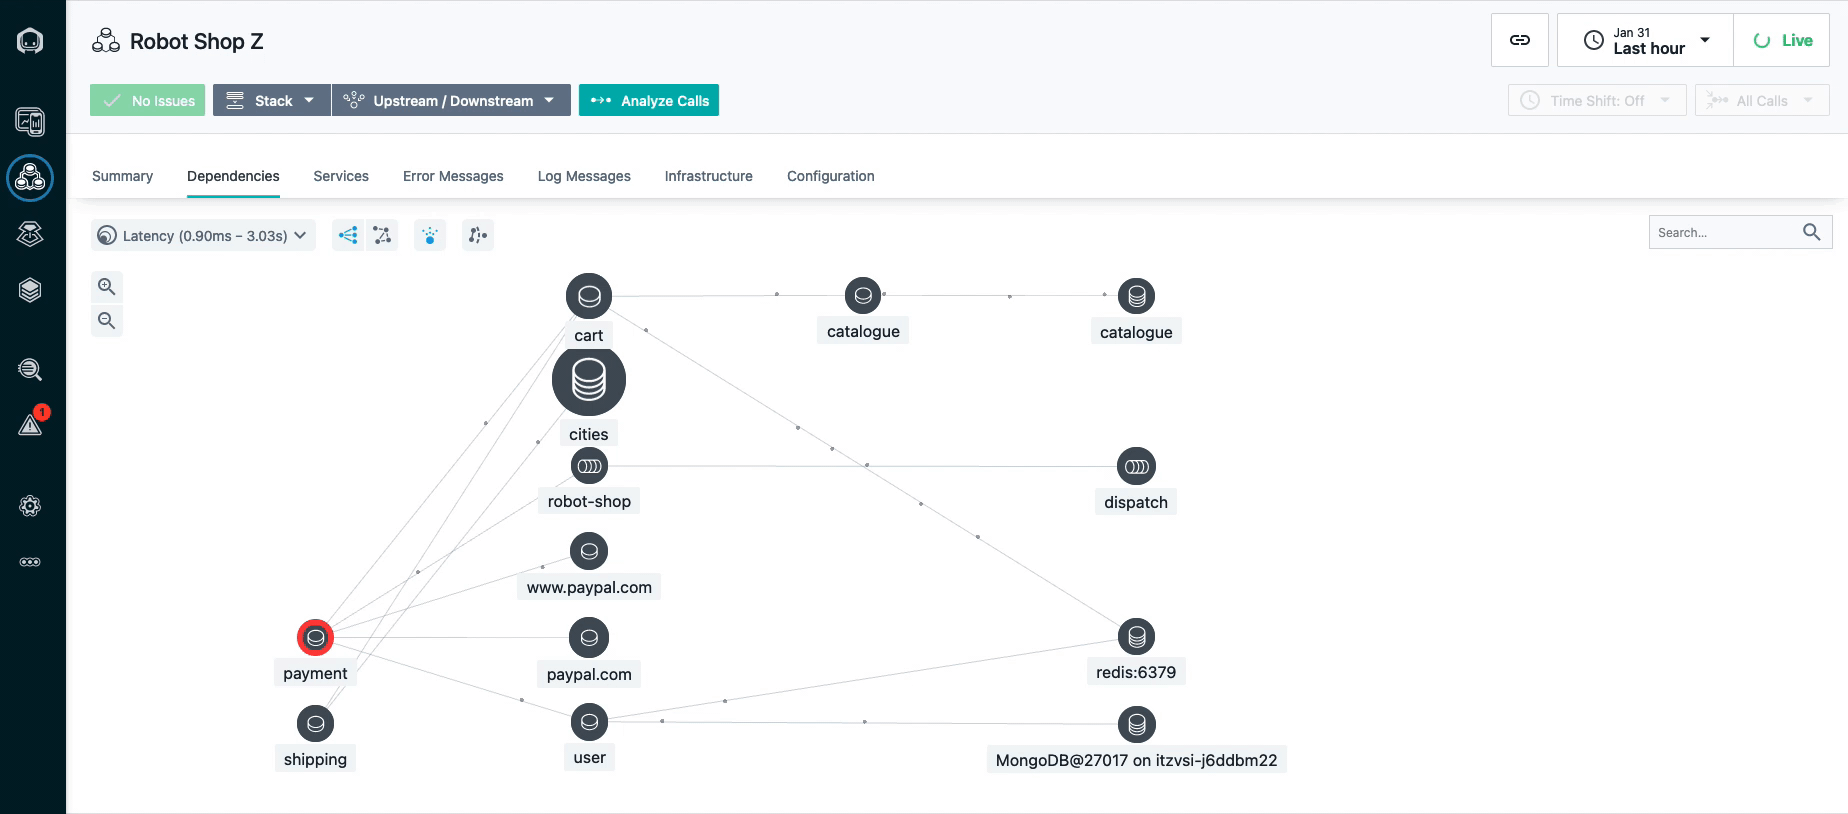 Robot Shop Z
Jan 31
Last hour
Live
No Issues
Stack
Upstream / Downstream
Analyze Calls
Time Shift: Off
All Calls
Summary
Dependencies
Services
Error Messages
Log Messages
Infrastructure
Configuration
Latency (0.90ms – 3.03s)
Search...
1
cart
catalogue
catalogue
cities
robot-shop
dispatch
www.paypal.com
payment
paypal.com
redis:6379
shipping
user
MongoDB@27017 on itzvsi-j6ddbm22